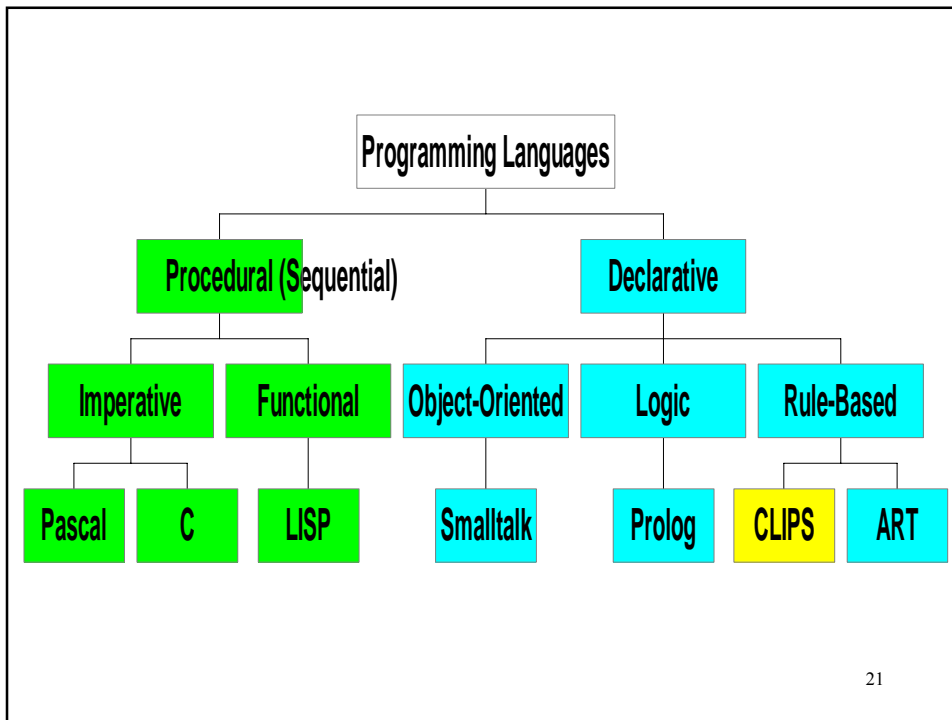 Programming Languages
Procedural (Sequential)
Declarative
Imperative
Functional
Object-Oriented
Logic
Rule-Based
Pascal
C
LISP
Smalltalk
Prolog
CLIPS
ART
21